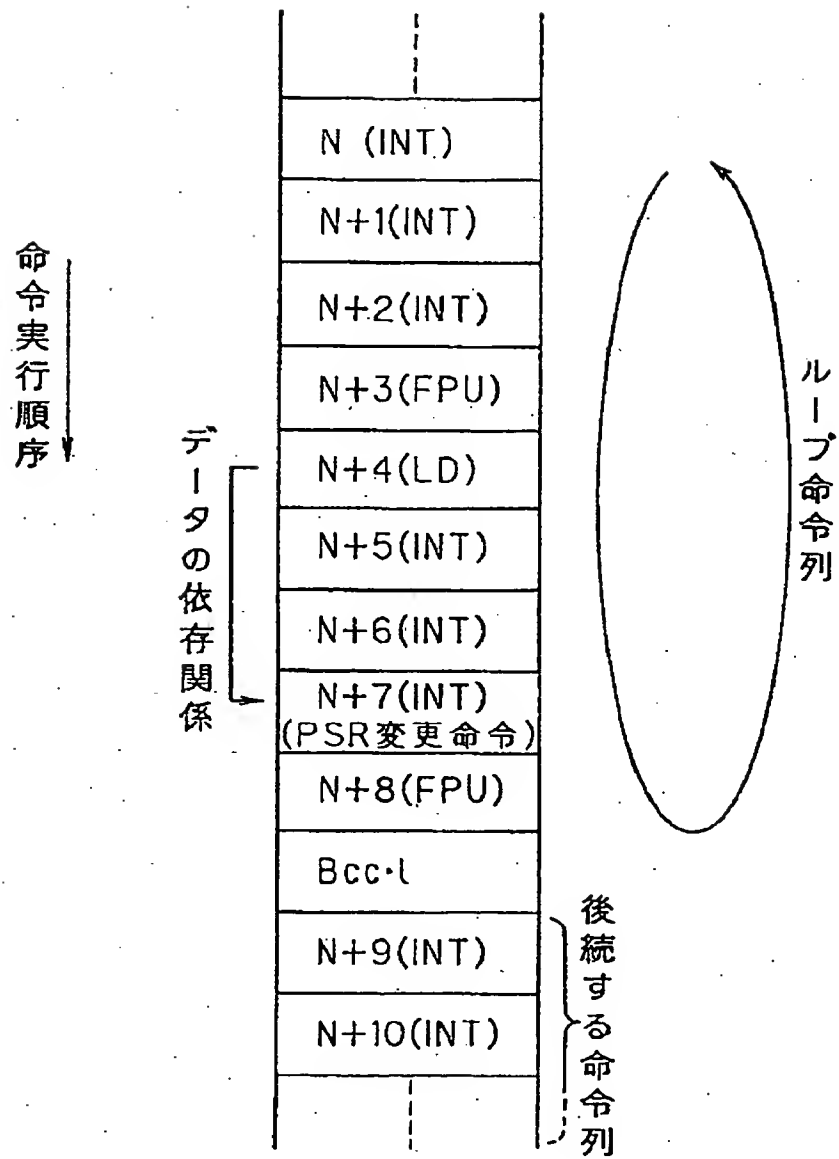 命令実行順序
データの依存関係
N (INT)
N+1(INT)
N+2(INT)
N+3(FPU)
N+4(LD)
N+5(INT)
N+6(INT)
N+7(INT)
(PSR変更命令)
N+8(FPU)
Bcc·l
N+9(INT)
N+10(INT)
ループ命令列
後続する命令列